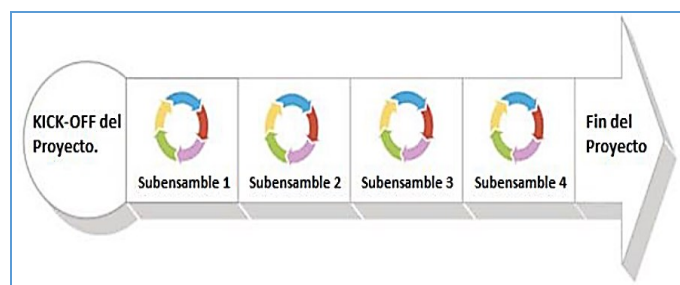 KICK-OFF del
Proyecto.
Subensamble 1
Subensamble 2
Subensamble 3
Subensamble 4
Fin del
Proyecto